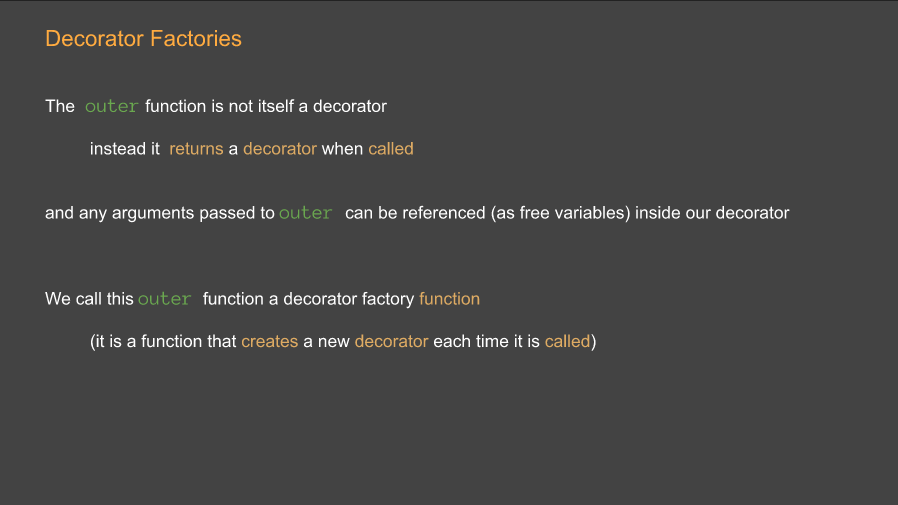 Decorator Factories
The outer function is not itself a decorator
instead it returns a decorator when called
and any arguments passed to outer can be referenced (as free variables) inside our decorator
We call this outer function a decorator factory function
(it is a function that creates a new decorator each time it is called)